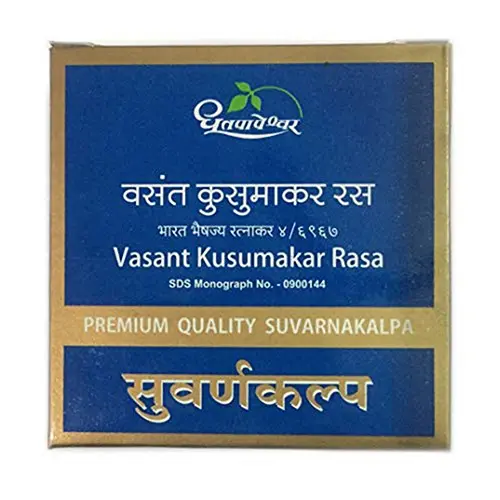 धूतपापेश्वर
वसंत कुसुमाकर रस
भारत भैषज्य रत्नाकर ४/६९६७
Vasant Kusumakar Rasa
SDS Monograph No. - 0900144
PREMIUM QUALITY SUVARNAKALPA
सुवर्णकल्प